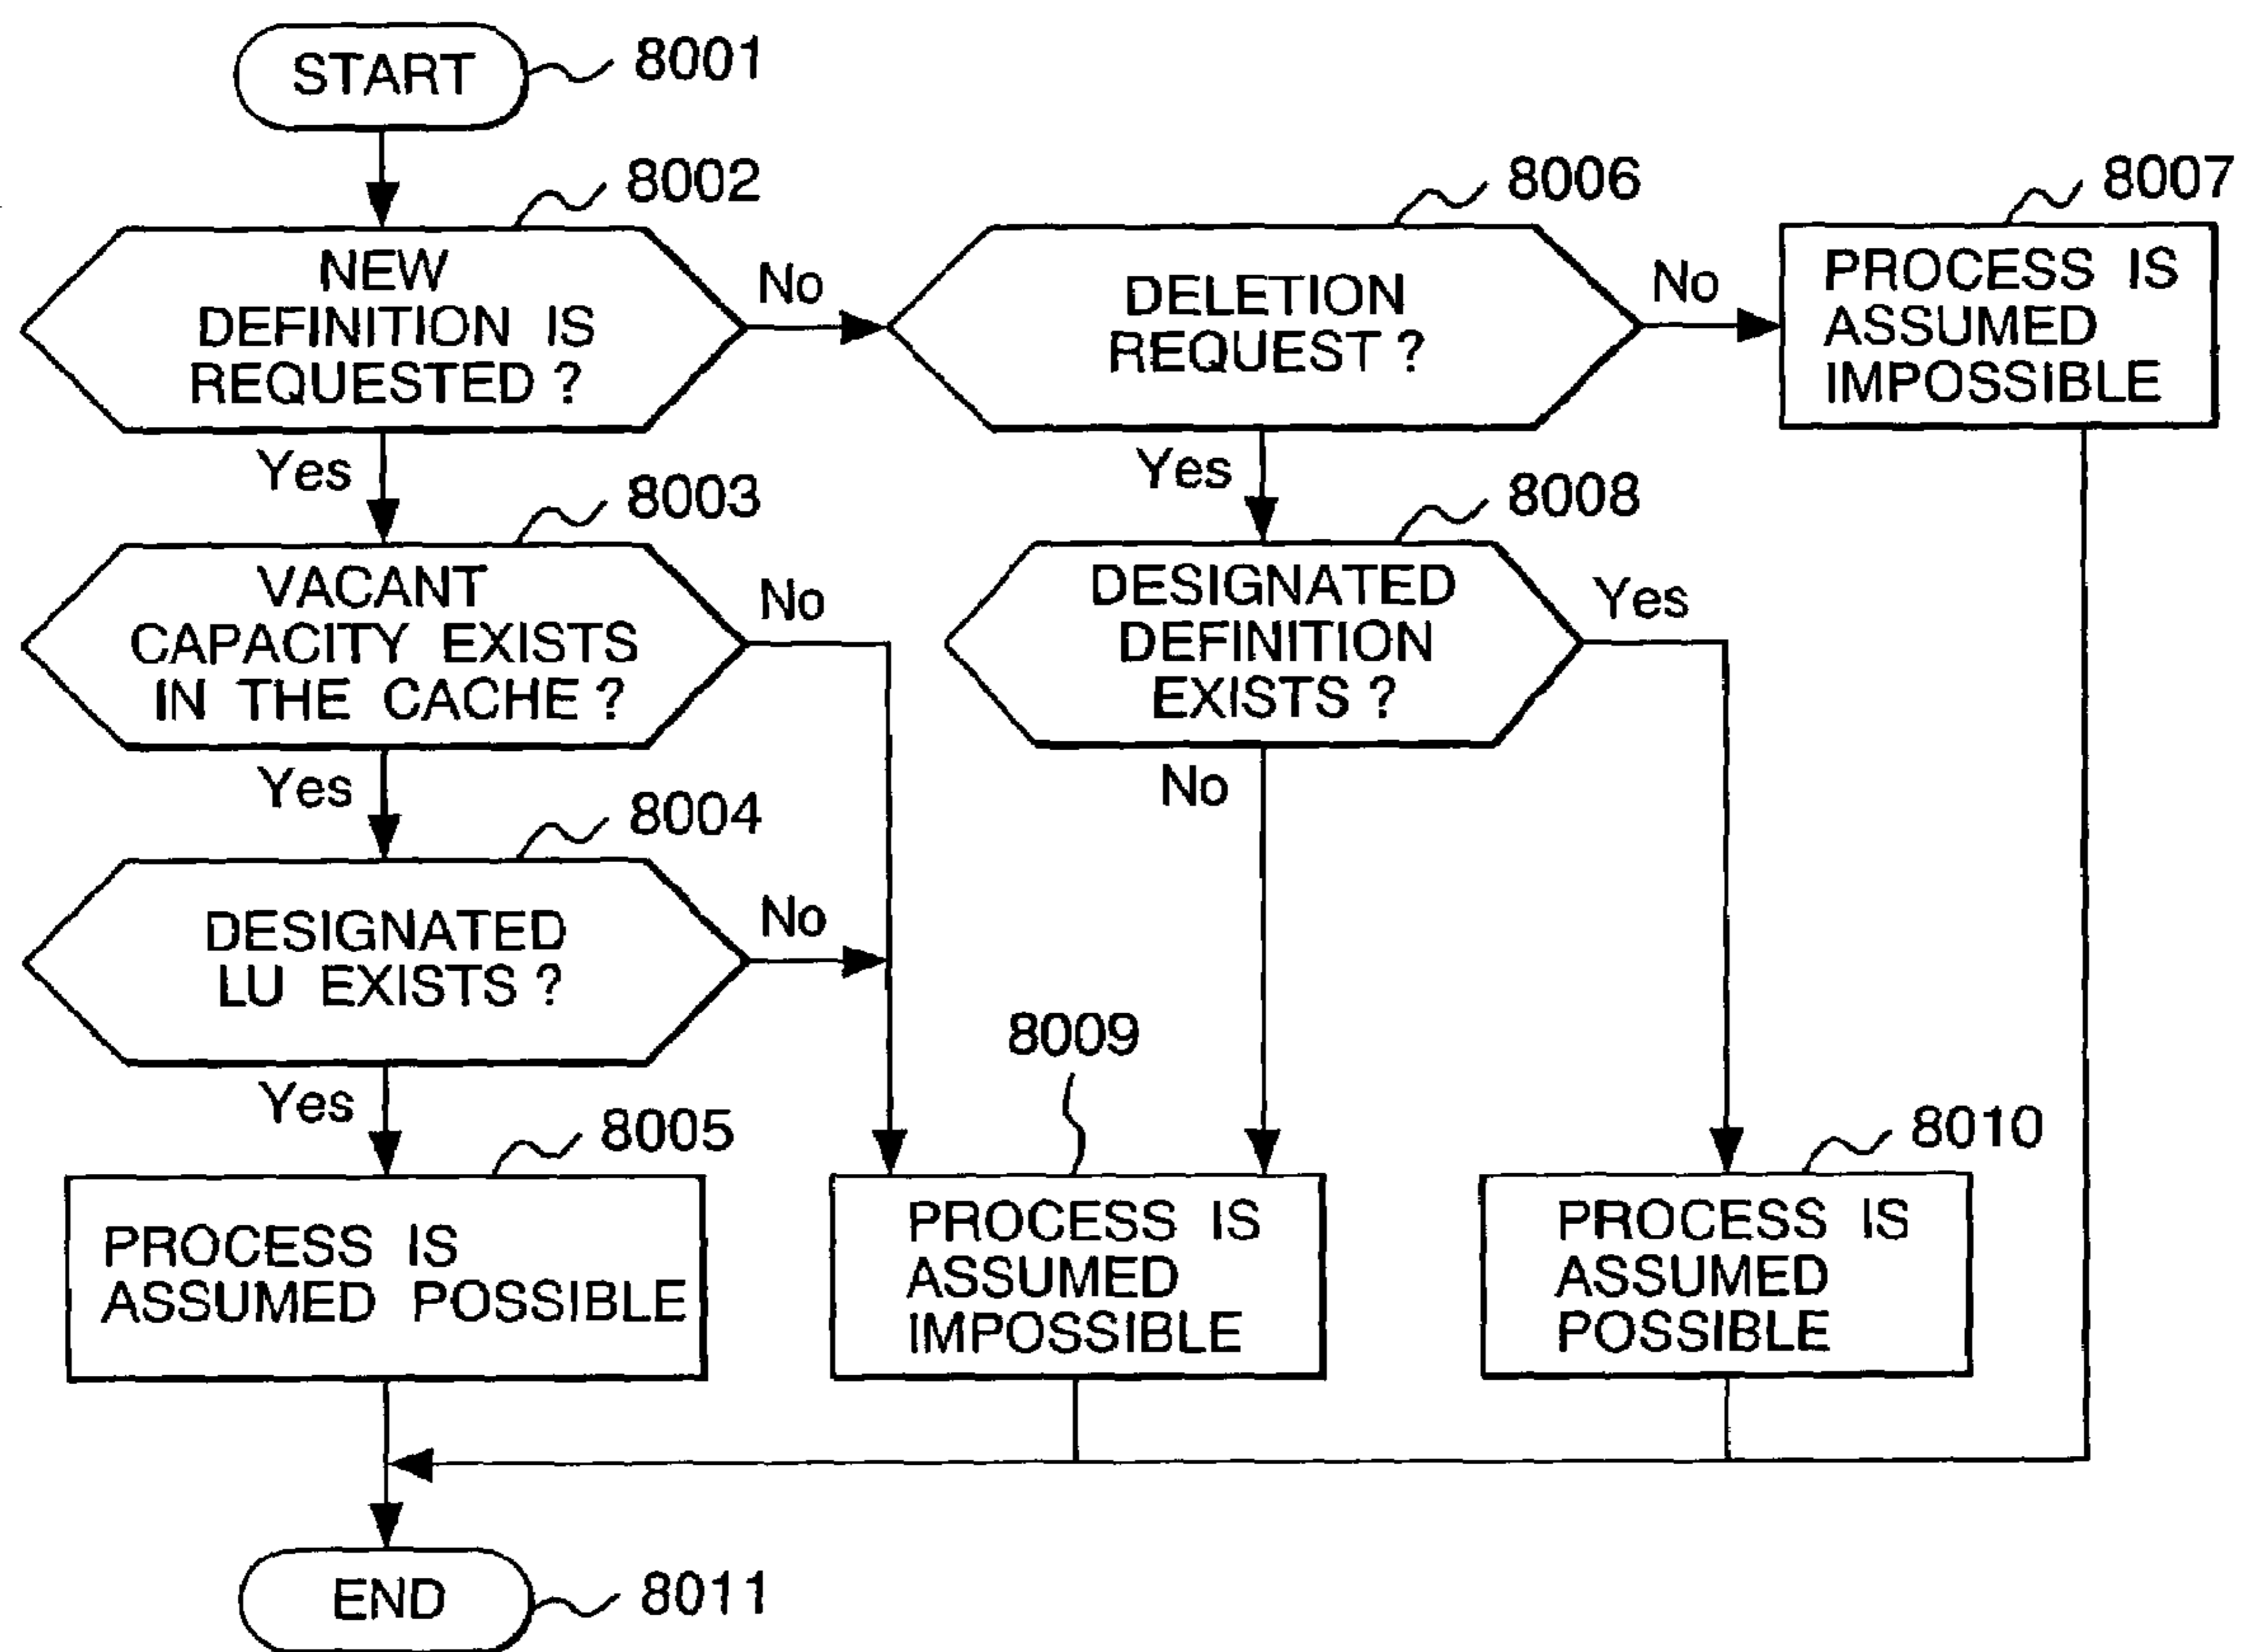 START
8001
8002
8006
8007
NEW
DEFINITION IS
REQUESTED ?
No
DELETION
REQUEST ?
No
PROCESS IS
ASSUMED
IMPOSSIBLE
Yes
8003
Yes
8008
VACANT
CAPACITY EXISTS
IN THE CACHE ?
No
DESIGNATED
DEFINITION
EXISTS ?
Yes
Yes
8004
No
DESIGNATED
LU EXISTS ?
No
8009
Yes
8005
8010
PROCESS IS
ASSUMED POSSIBLE
PROCESS IS
ASSUMED
IMPOSSIBLE
PROCESS IS
ASSUMED
POSSIBLE
END
8011